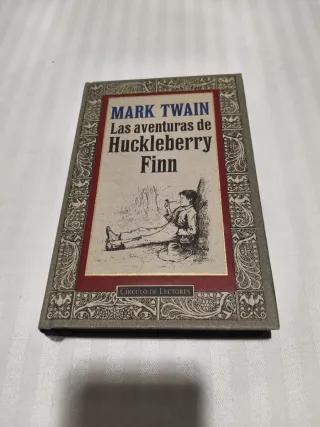 MARK TWAIN
Las aventuras de
Huckleberry
Finn
CÍRCULO DE LECTORES